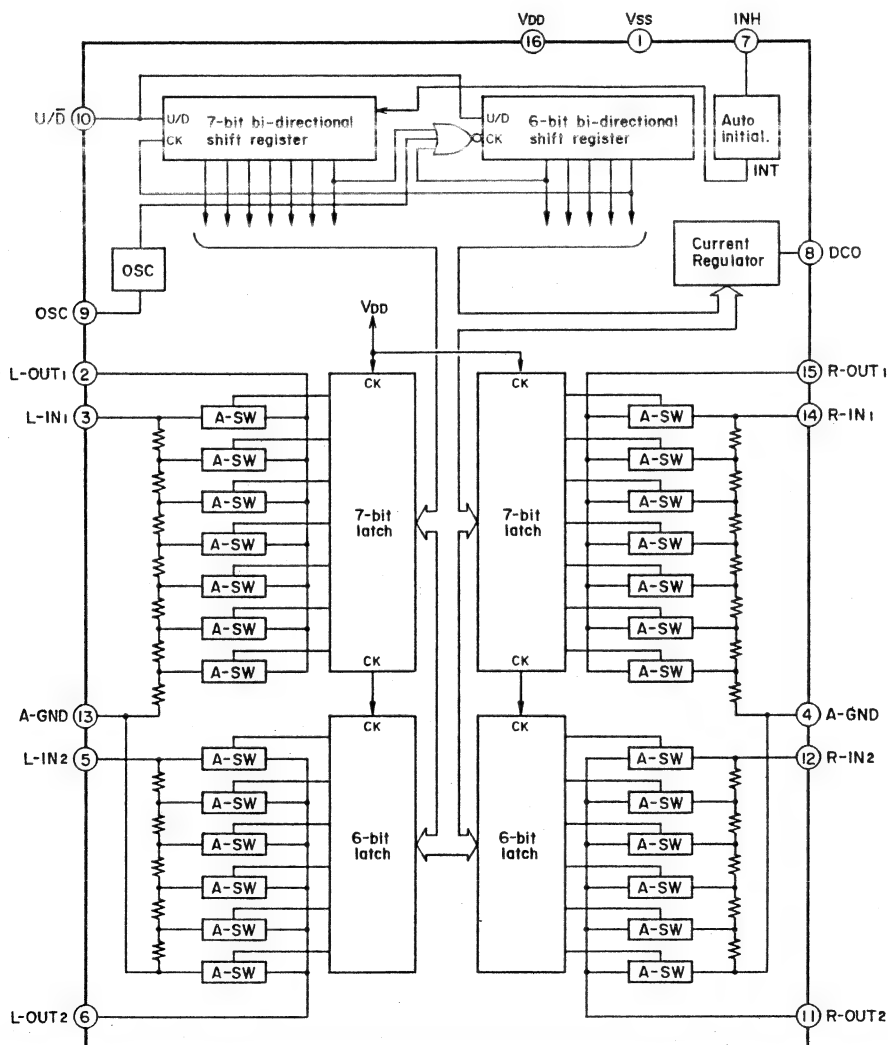 VDD VSS INH
16 1 7
U/D̅ 10
U/D 7-bit bi-directional
CK shift register
U/D 6-bit bi-directional
CK shift register
Auto
initial.
INT
OSC
Current
Regulator
8 DCO
OSC 9
VDD
L-OUT1 2
L-IN1 3
CK
CK
15 R-OUT1
14 R-IN1
A-SW
A-SW
A-SW
A-SW
A-SW
A-SW
A-SW
7-bit
latch
7-bit
latch
A-SW
A-SW
A-SW
A-SW
A-SW
A-SW
A-SW
CK
CK
A-GND 13
4 A-GND
CK
CK
L-IN2 5
12 R-IN2
A-SW
A-SW
A-SW
A-SW
A-SW
A-SW
6-bit
latch
6-bit
latch
A-SW
A-SW
A-SW
A-SW
A-SW
A-SW
L-OUT2 6
11 R-OUT2